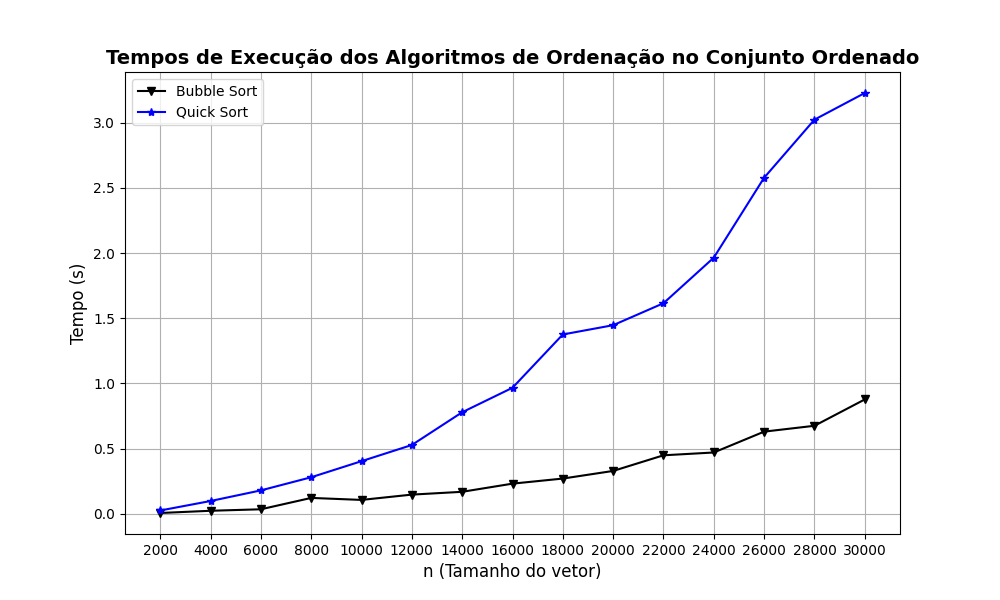 Tempos de Execução dos Algoritmos de Ordenação no Conjunto Ordenado
Bubble Sort
Quick Sort
Tempo (s)
3.0
2.5
2.0
1.5
1.0
0.5
0.0
2000 4000 6000 8000 10000 12000 14000 16000 18000 20000 22000 24000 26000 28000 30000
n (Tamanho do vetor)